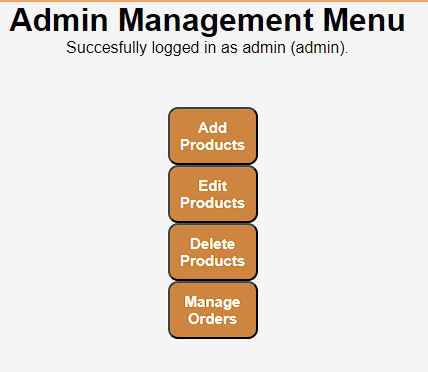 Admin Management Menu
Succesfully logged in as admin (admin).
Add
Products
Edit
Products
Delete
Products
Manage
Orders